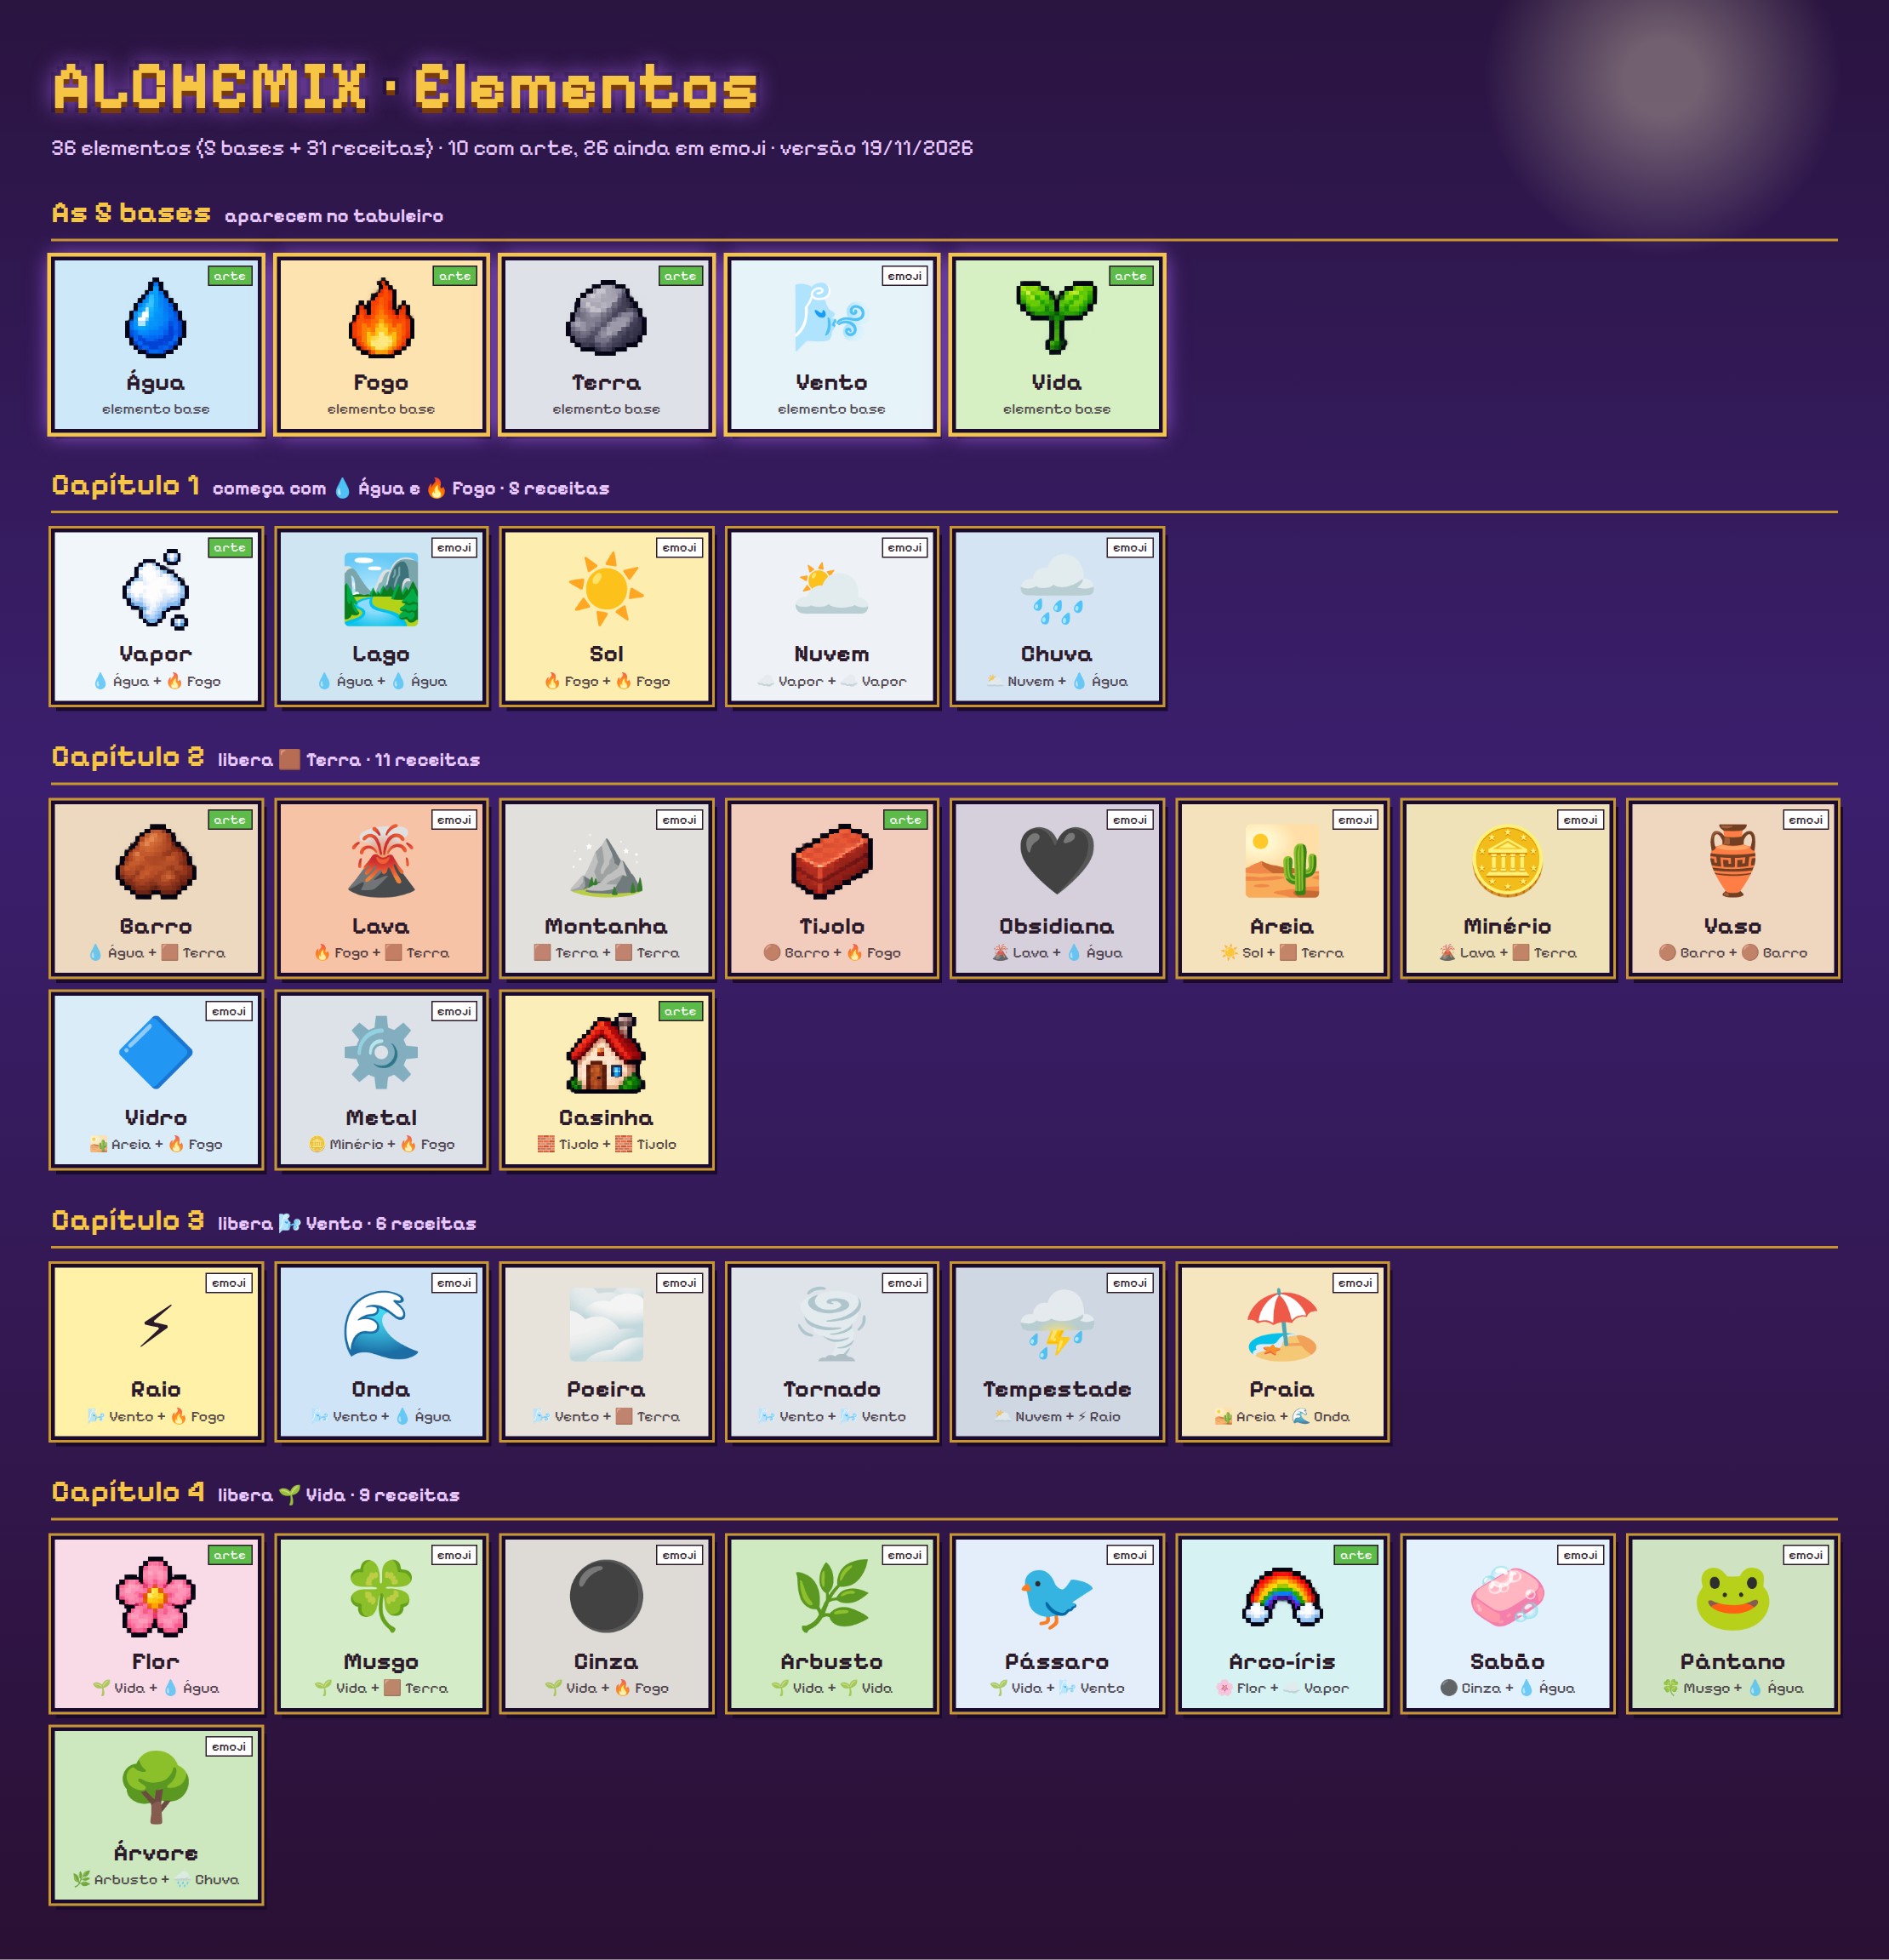 ALCHEMIX · Elementos
36 elementos (5 bases + 31 receitas) · 10 com arte, 26 ainda em emoji · versão 19/11/2026
As 5 bases aparecem no tabuleiro
arte
Água
elemento base
arte
Fogo
elemento base
arte
Terra
elemento base
emoji
Vento
elemento base
arte
Vida
elemento base
Capítulo 1 começa com 💧 Água e 🔥 Fogo · 5 receitas
arte
Vapor
💧 Água + 🔥 Fogo
emoji
Lago
💧 Água + 💧 Água
emoji
Sol
🔥 Fogo + 🔥 Fogo
emoji
Nuvem
☁️ Vapor + ☁️ Vapor
emoji
Chuva
🌥️ Nuvem + 💧 Água
Capítulo 2 libera 🟫 Terra · 11 receitas
arte
Barro
💧 Água + 🟫 Terra
emoji
Lava
🔥 Fogo + 🟫 Terra
emoji
Montanha
🟫 Terra + 🟫 Terra
arte
Tijolo
🟤 Barro + 🔥 Fogo
emoji
Obsidiana
🌋 Lava + 💧 Água
emoji
Areia
☀️ Sol + 🟫 Terra
emoji
Minério
🌋 Lava + 🟫 Terra
emoji
Vaso
🟤 Barro + 🟤 Barro
emoji
Vidro
🏜️ Areia + 🔥 Fogo
emoji
Metal
🪙 Minério + 🔥 Fogo
arte
Casinha
🧱 Tijolo + 🧱 Tijolo
Capítulo 3 libera 🌬️ Vento · 6 receitas
emoji
Raio
🌬️ Vento + 🔥 Fogo
emoji
Onda
🌬️ Vento + 💧 Água
emoji
Poeira
🌬️ Vento + 🟫 Terra
emoji
Tornado
🌬️ Vento + 🌬️ Vento
emoji
Tempestade
🌥️ Nuvem + ⚡ Raio
emoji
Praia
🏜️ Areia + 🌊 Onda
Capítulo 4 libera 🌱 Vida · 9 receitas
arte
Flor
🌱 Vida + 💧 Água
emoji
Musgo
🌱 Vida + 🟫 Terra
emoji
Cinza
🌱 Vida + 🔥 Fogo
emoji
Arbusto
🌱 Vida + 🌱 Vida
emoji
Pássaro
🌱 Vida + 🌬️ Vento
arte
Arco-íris
🌸 Flor + ☁️ Vapor
emoji
Sabão
⚫ Cinza + 💧 Água
emoji
Pântano
🍀 Musgo + 💧 Água
emoji
Árvore
🌿 Arbusto + 🌧️ Chuva